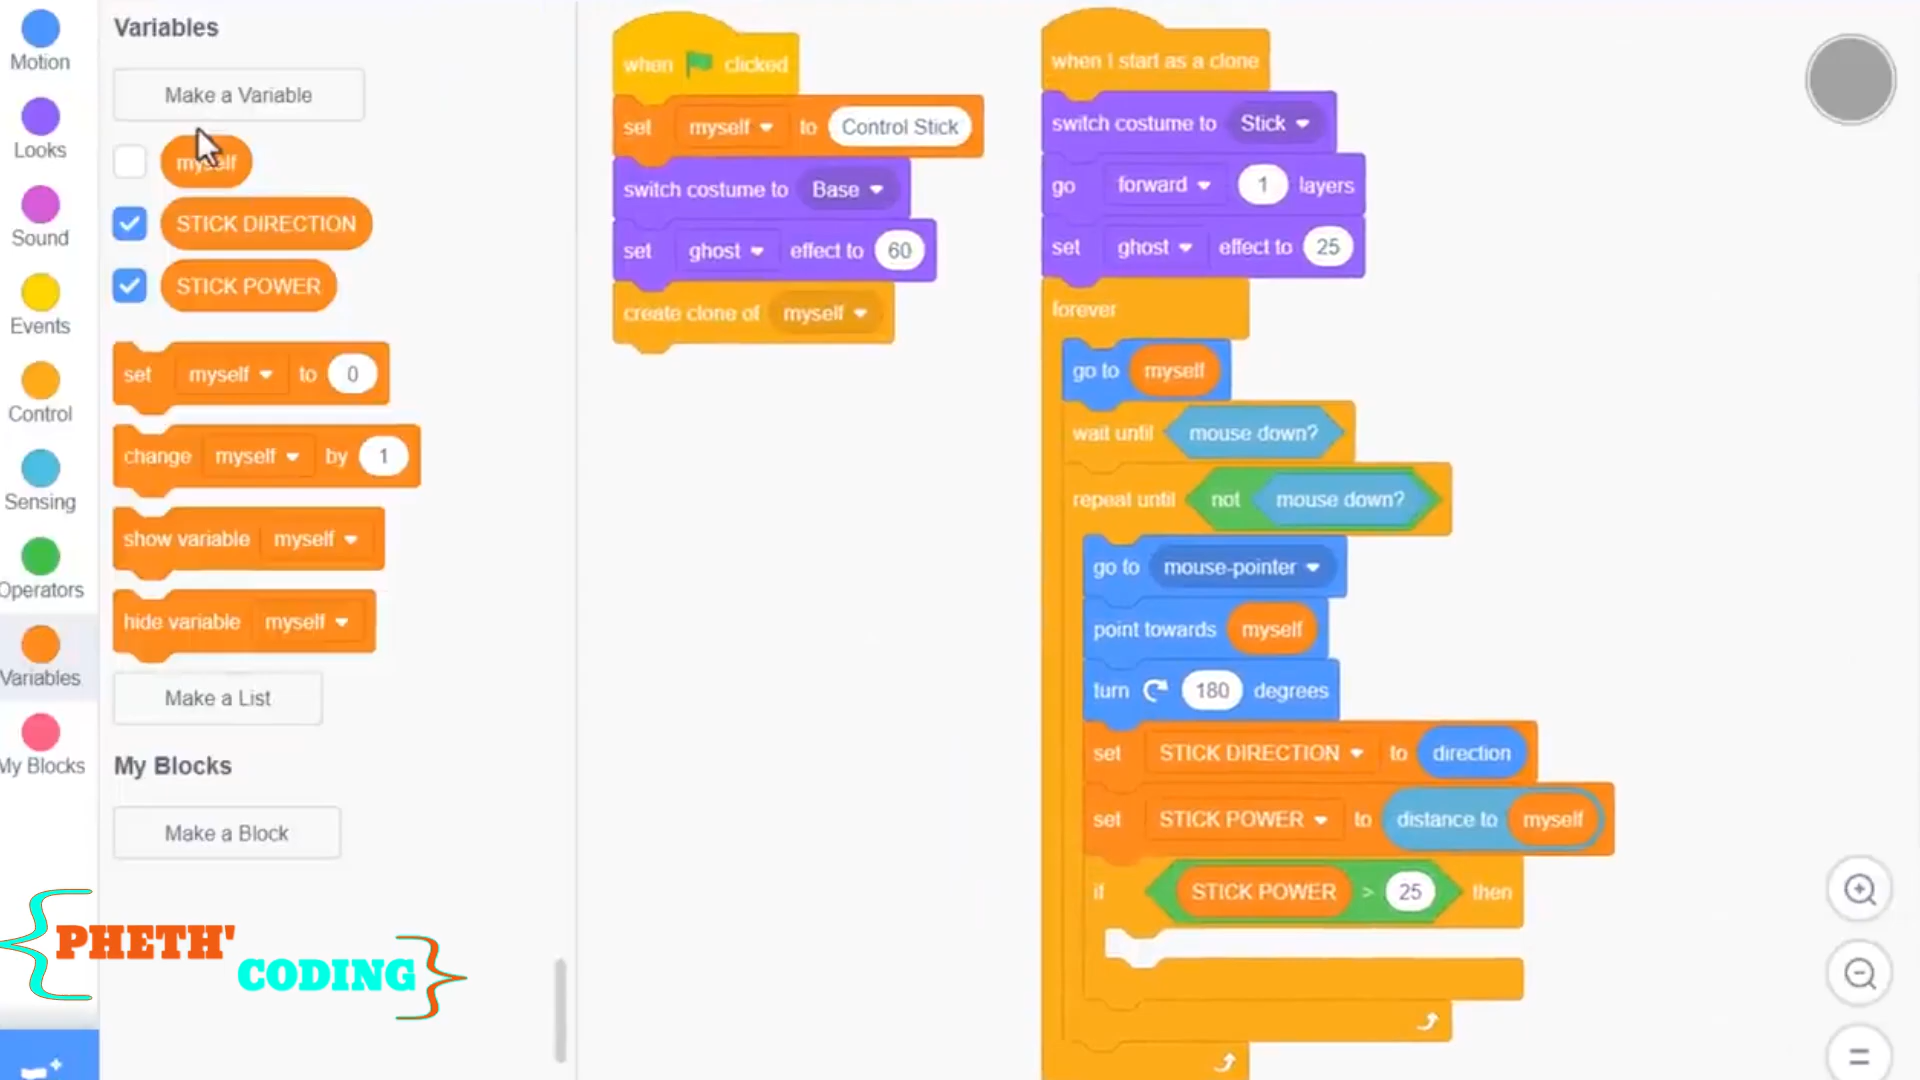 Motion
Looks
Sound
Events
Control
Sensing
Operators
Variables
My Blocks
Variables
Make a Variable
myself
STICK DIRECTION
STICK POWER
set myself to 0
change myself by 1
show variable myself
hide variable myself
Make a List
My Blocks
Make a Block
PHETH'
CODING
when clicked
set myself to Control Stick
switch costume to Base
set ghost effect to 60
create clone of myself
when I start as a clone
switch costume to Stick
go forward 1 layers
set ghost effect to 25
forever
go to myself
wait until mouse down?
repeat until not mouse down?
go to mouse-pointer
point towards myself
turn 180 degrees
set STICK DIRECTION to direction
set STICK POWER to distance to myself
if STICK POWER > 25 then